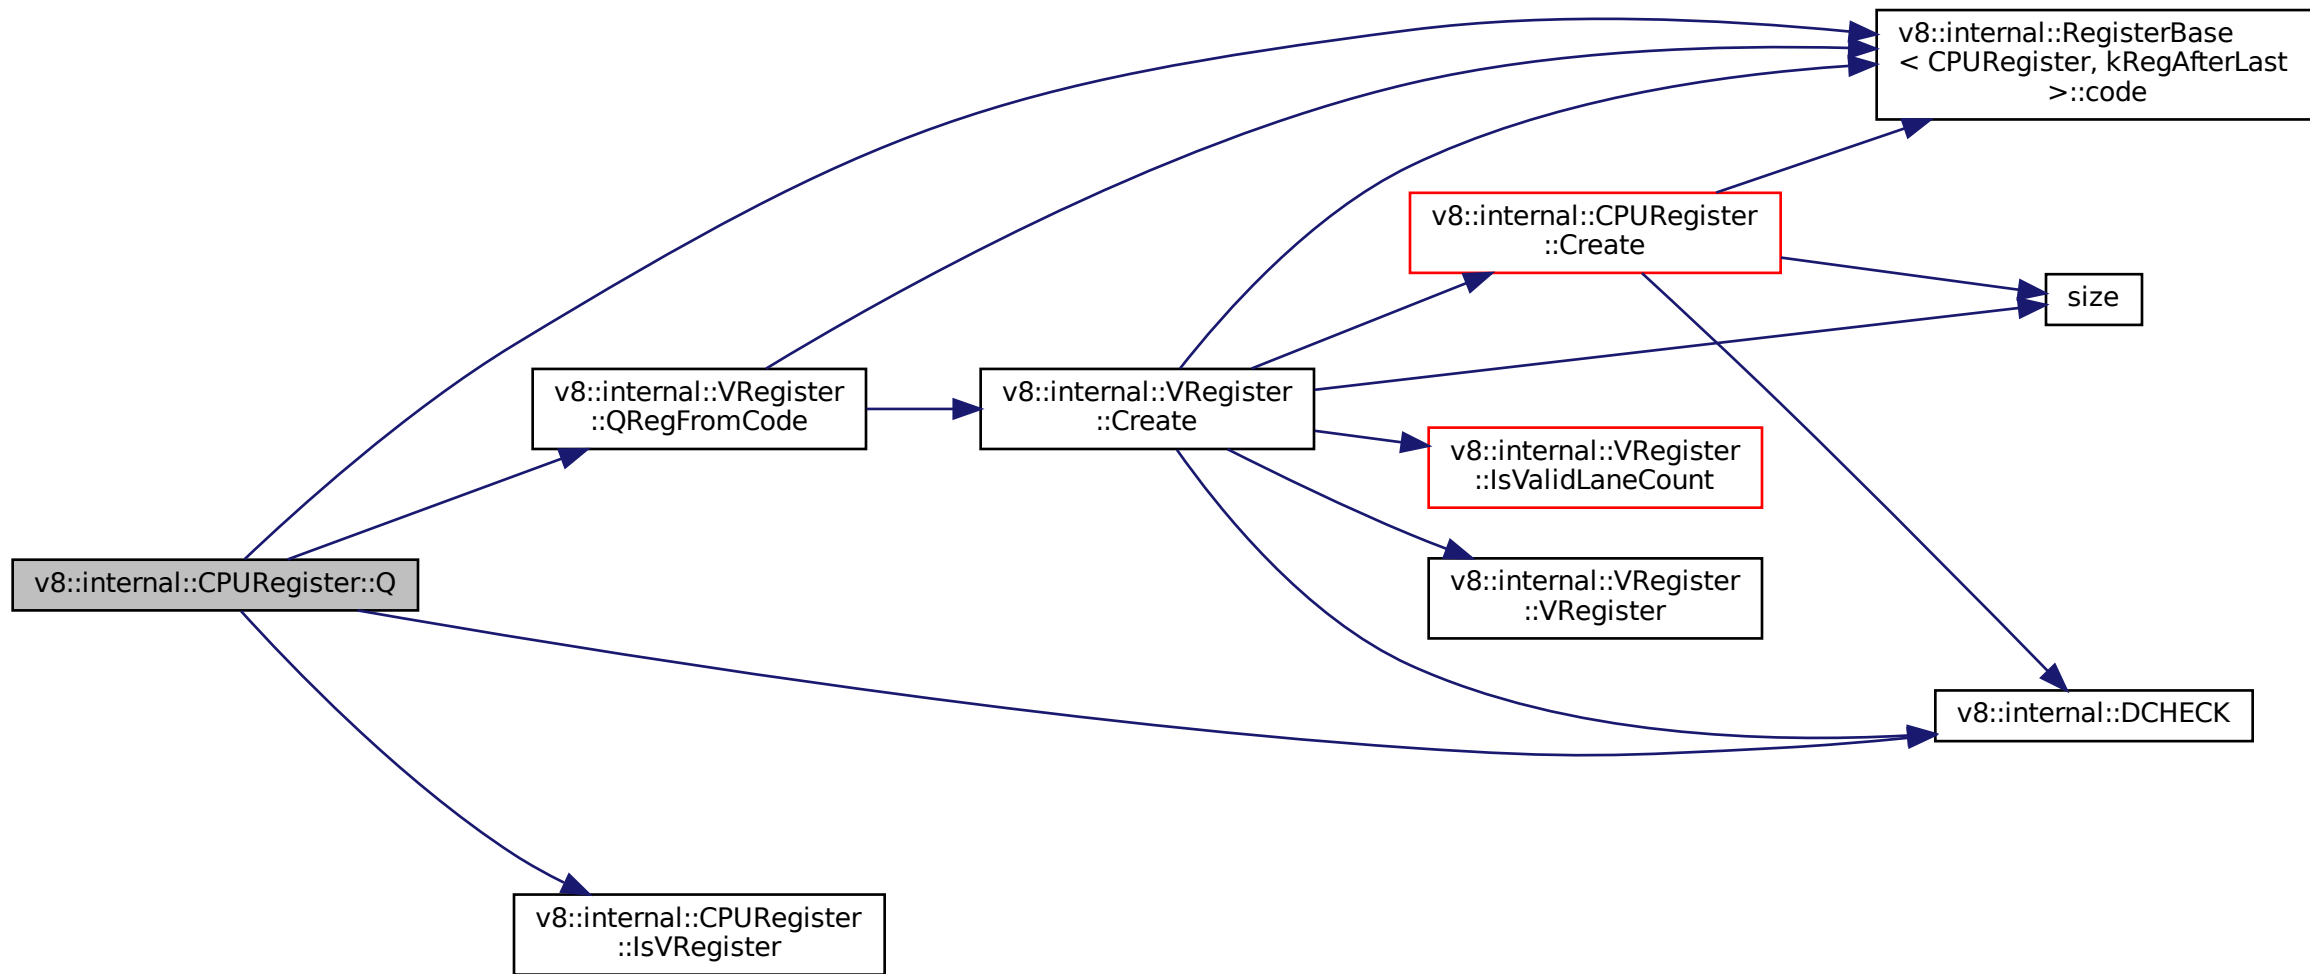 v8::internal::RegisterBase
< CPURegister, kRegAfterLast
>::code
v8::internal::CPURegister
::Create
size
v8::internal::VRegister
::QRegFromCode
v8::internal::VRegister
::Create
v8::internal::VRegister
::IsValidLaneCount
v8::internal::CPURegister::Q
v8::internal::VRegister
::VRegister
v8::internal::DCHECK
v8::internal::CPURegister
::IsVRegister